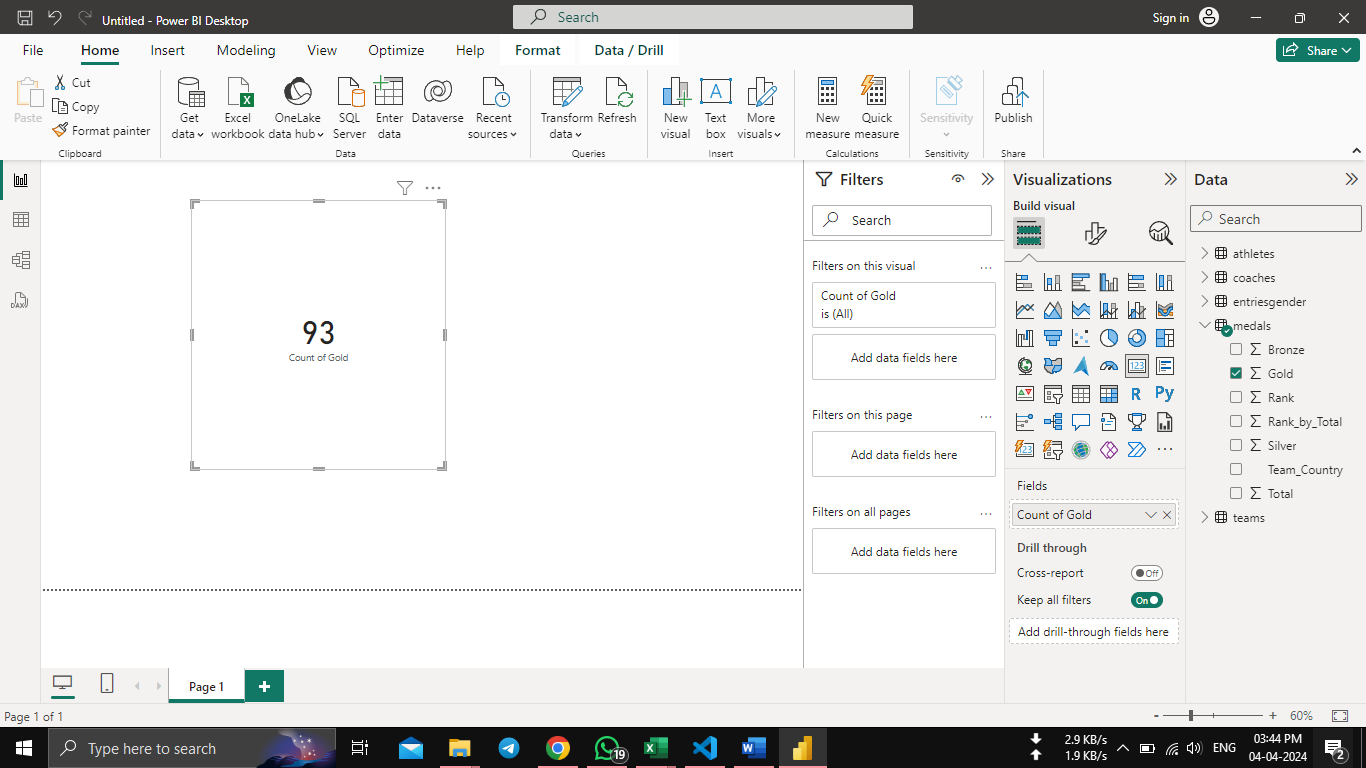 Untitled - Power BI Desktop
Search
Sign in
File
Home
Insert
Modeling
View
Optimize
Help
Format
Data / Drill
Share
Paste
Cut
Copy
Format painter
Clipboard
Get data
Excel workbook
OneLake data hub
SQL Server
Enter data
Dataverse
Recent sources
Data
Transform data
Refresh
Queries
New visual
Text box
More visuals
Insert
New measure
Quick measure
Calculations
Sensitivity
Sensitivity
Publish
Share
93
Count of Gold
Filters
Search
Filters on this visual
Count of Gold
is (All)
Add data fields here
Filters on this page
Add data fields here
Filters on all pages
Add data fields here
Visualizations
Build visual
123
R
Py
123
Fields
Count of Gold
Drill through
Cross-report
Off
Keep all filters
On
Add drill-through fields here
Data
Search
athletes
coaches
entriesgender
medals
Bronze
Gold
Rank
Rank_by_Total
Silver
Team_Country
Total
teams
Page 1
Page 1 of 1
- + 60%
Type here to search
19
2.9 KB/s
1.9 KB/s
ENG
03:44 PM
04-04-2024
2